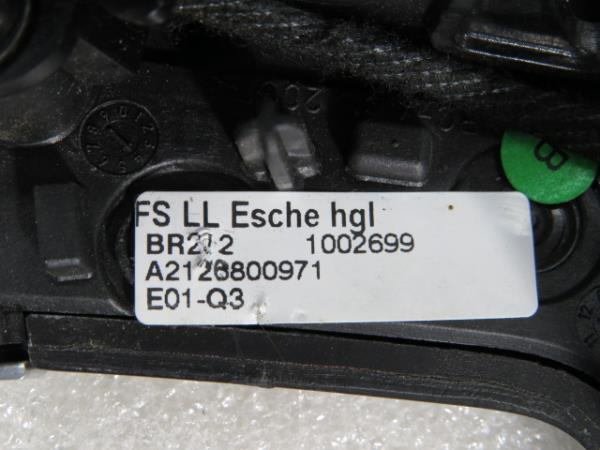 FS LL Esche hgl
BR212 1002699
A2126800971
E01-Q3
B